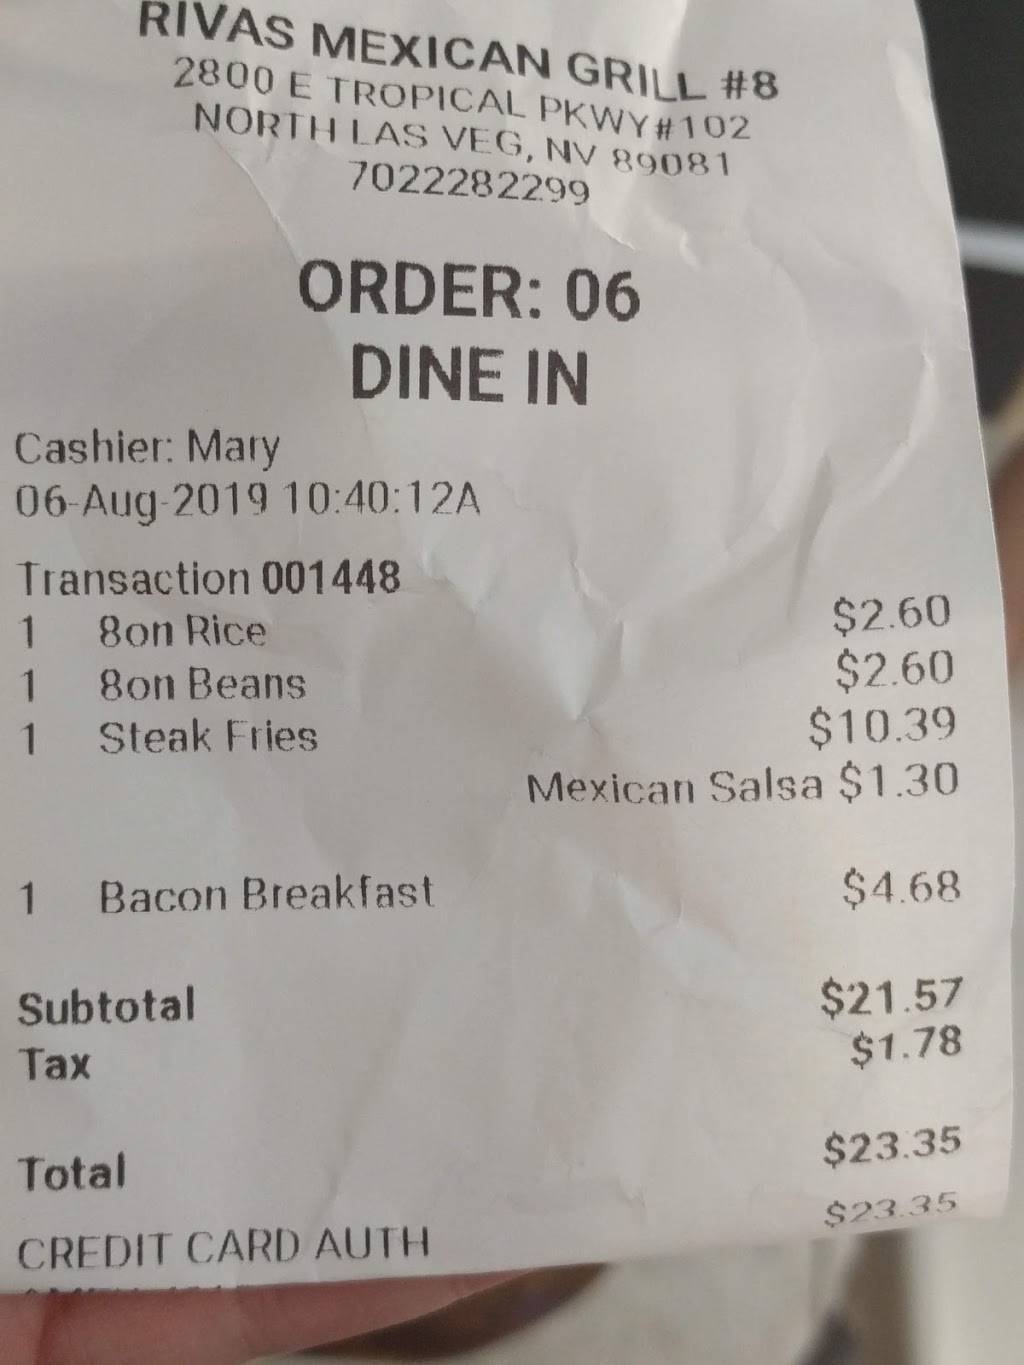 RIVAS MEXICAN GRILL #8
2800 E TROPICAL PKWY#102
NORTH LAS VEG, NV 89081
7022282299
ORDER: 06
DINE IN
Cashier: Mary
06-Aug-2019 10:40:12A
Transaction 001448
1 8on Rice $2.60
1 8on Beans $2.60
1 Steak Fries $10.39
Mexican Salsa $1.30
1 Bacon Breakfast $4.68
Subtotal $21.57
Tax $1.78
Total $23.35
CREDIT CARD AUTH $23.35